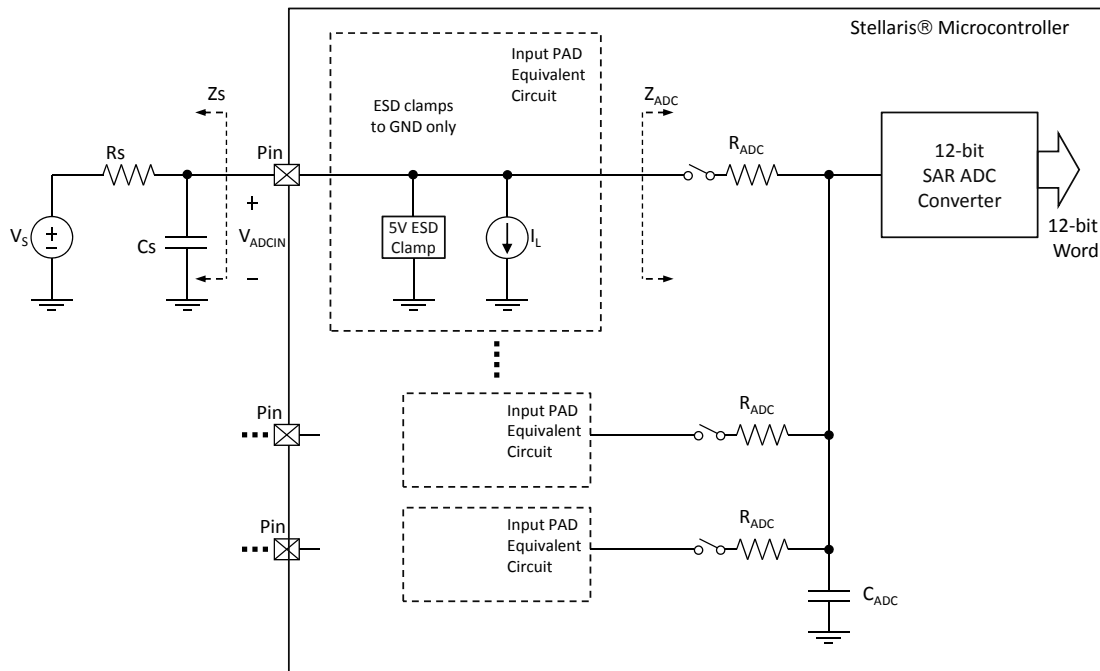 Stellaris® Microcontroller
Input PAD
Equivalent
Circuit
ESD clamps
to GND only
Zs
Z_ADC
Pin
Rs
R_ADC
12-bit
SAR ADC
Converter
12-bit
Word
V_S
+
−
Cs
+
V_ADCIN
−
5V ESD
Clamp
I_L
Pin
Input PAD
Equivalent
Circuit
R_ADC
Pin
Input PAD
Equivalent
Circuit
R_ADC
C_ADC